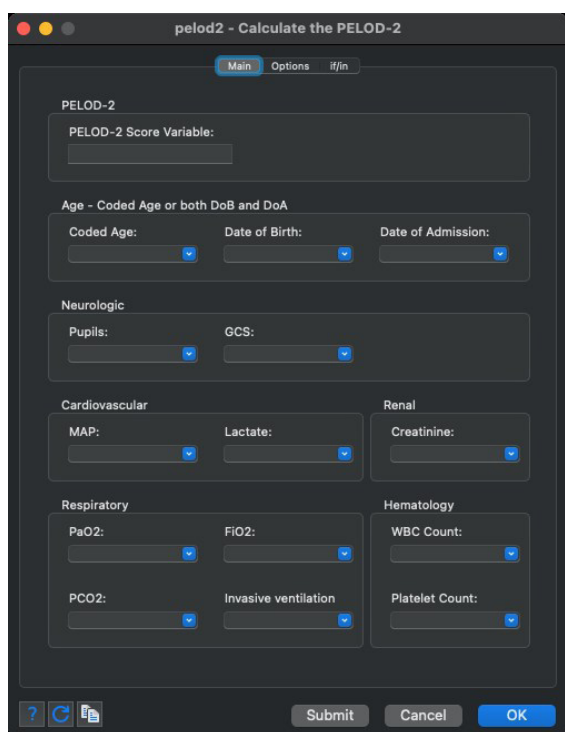 pelod2 - Calculate the PELOD-2
Main Options if/in
PELOD-2
PELOD-2 Score Variable:
Age - Coded Age or both DoB and DoA
Coded Age: Date of Birth: Date of Admission:
Neurologic
Pupils: GCS:
Cardiovascular Renal
MAP: Lactate: Creatinine:
Respiratory Hematology
PaO2: FiO2: WBC Count:
PCO2: Invasive ventilation Platelet Count:
? Submit Cancel OK